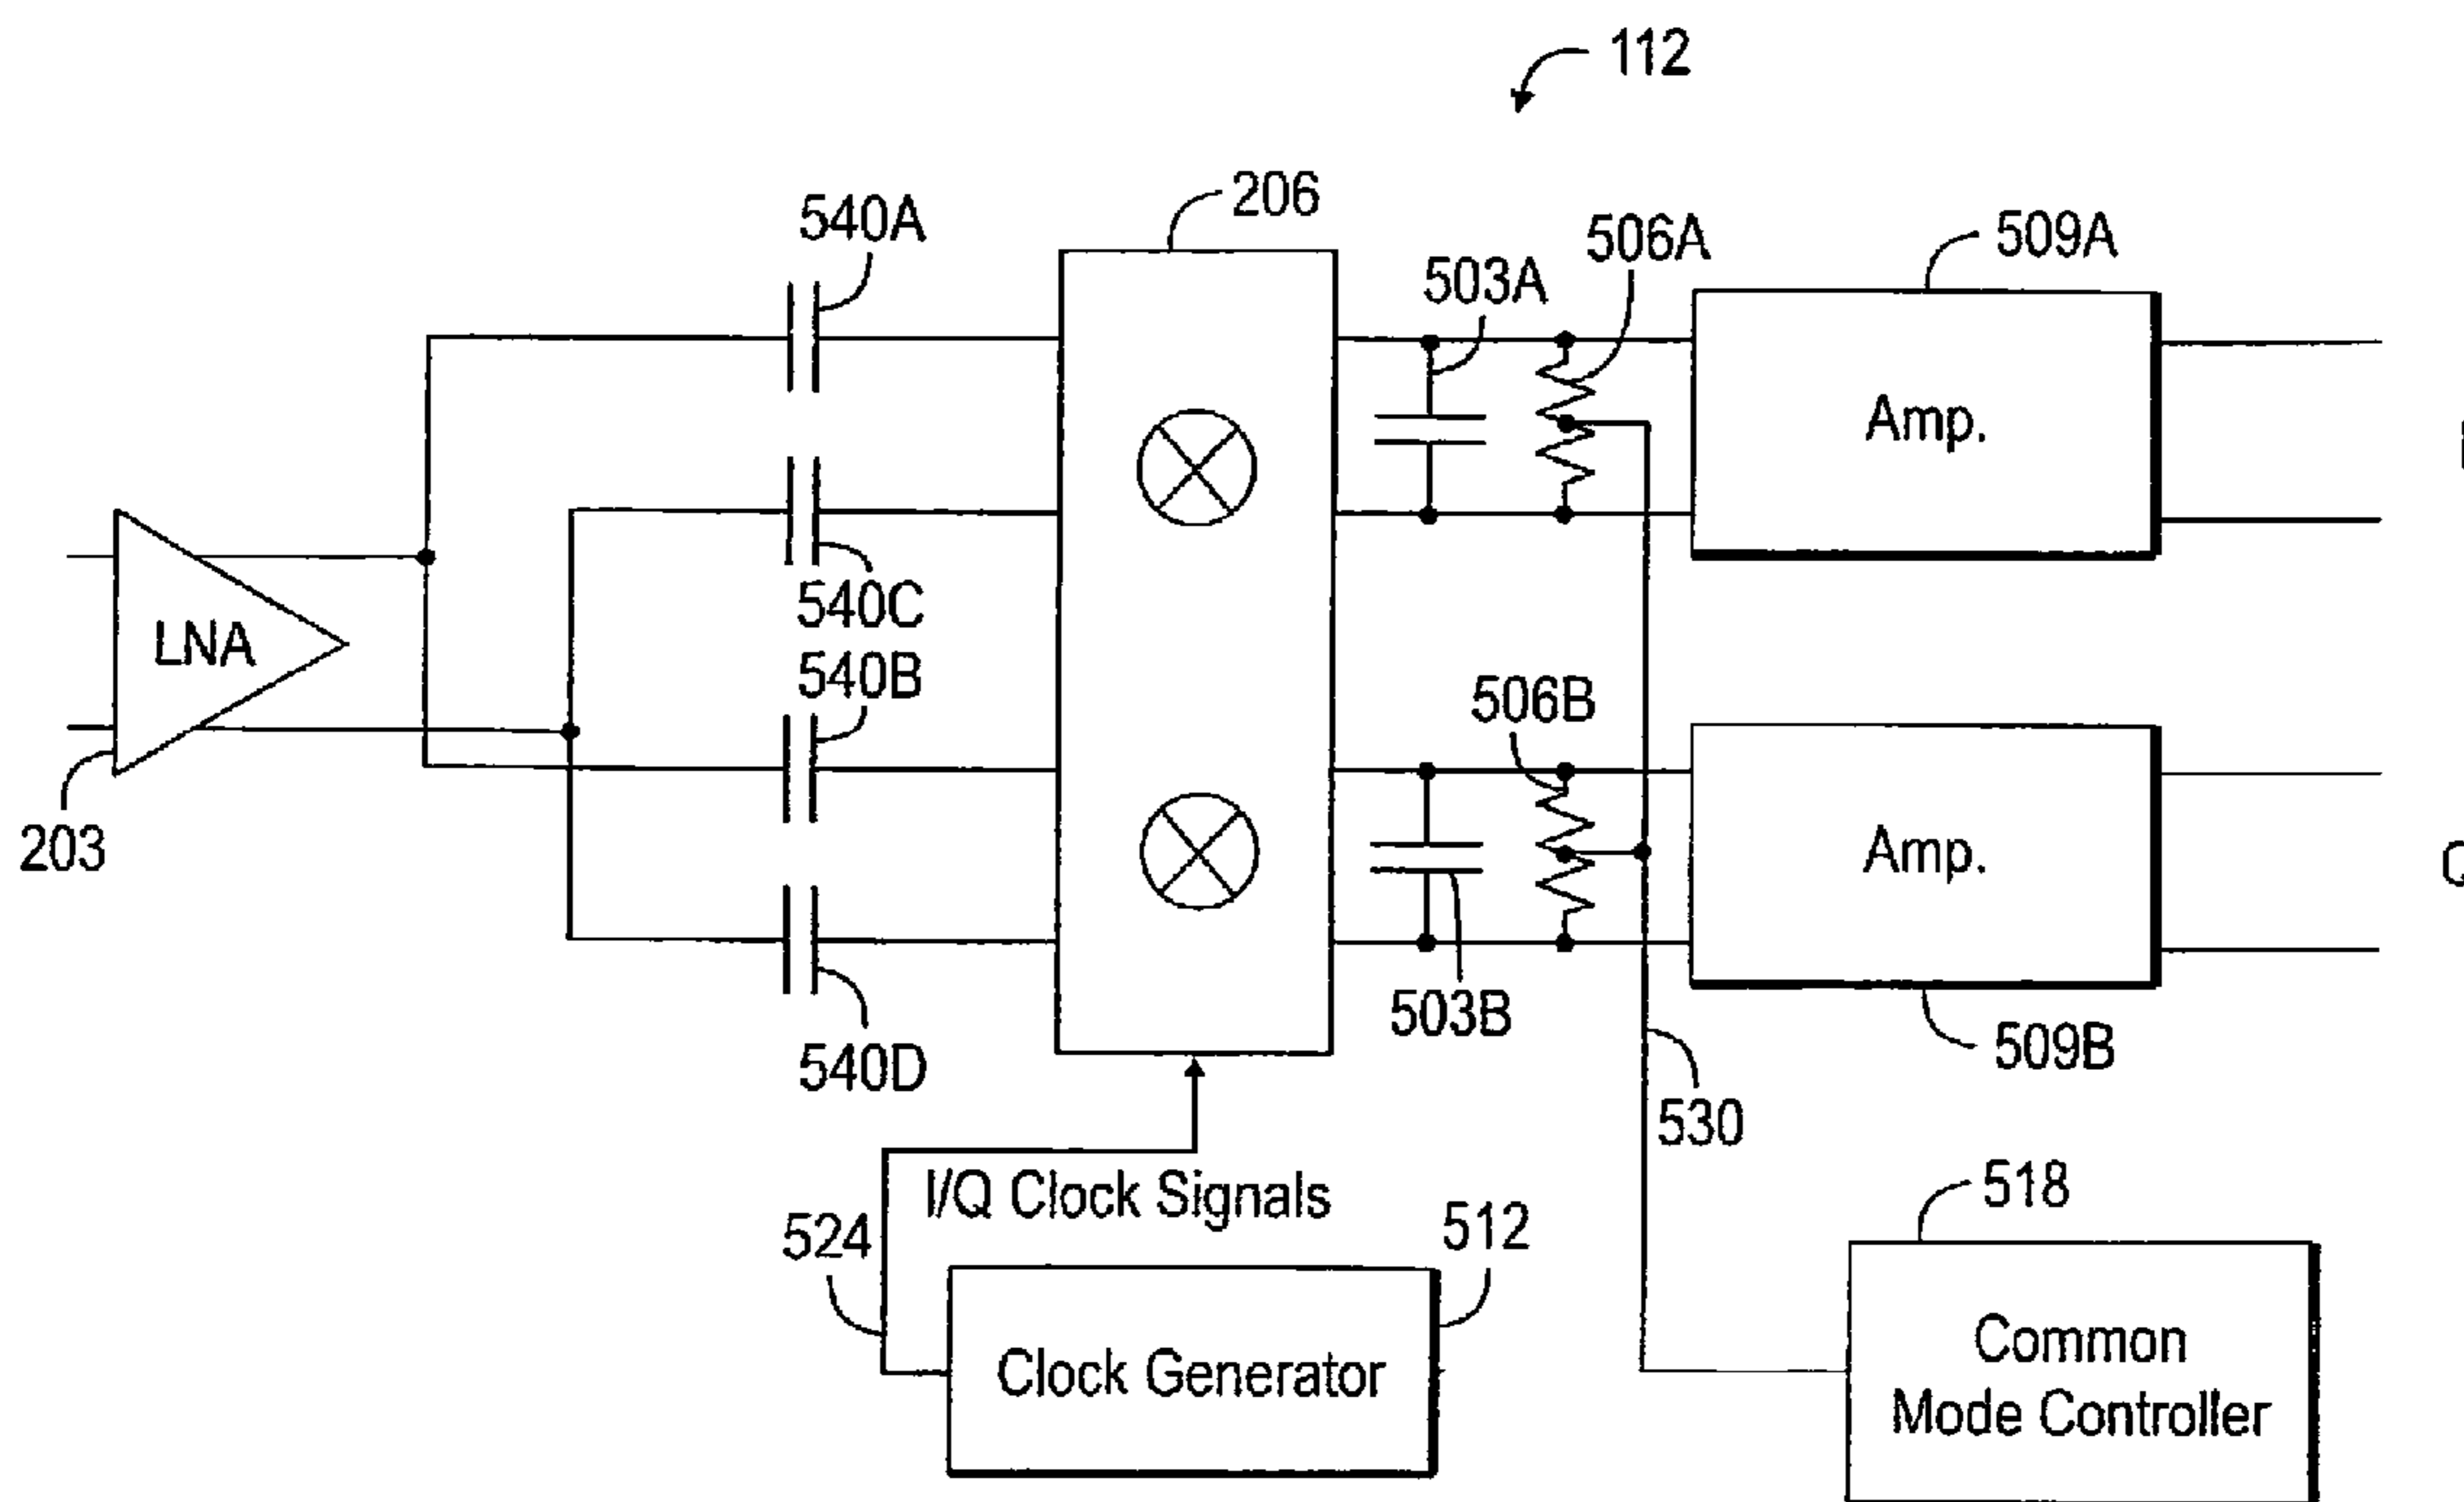 112
206
540A
506A
509A
503A
Amp.
540C
LNA
540B
506B
203
Amp.
503B
509B
540D
530
I/Q Clock Signals
518
524
512
Clock Generator
Common
Mode Controller